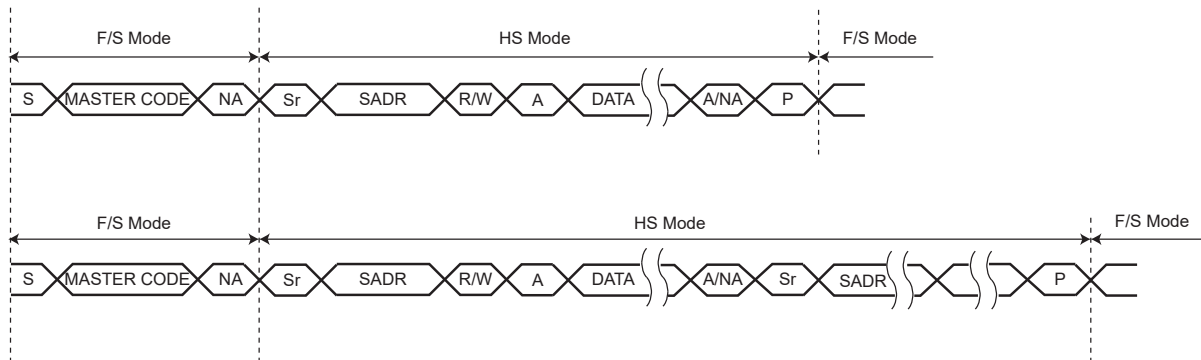 F/S Mode HS Mode F/S Mode
S MASTER CODE NA Sr SADR R/W A DATA A/NA P
F/S Mode HS Mode F/S Mode
S MASTER CODE NA Sr SADR R/W A DATA A/NA Sr SADR P